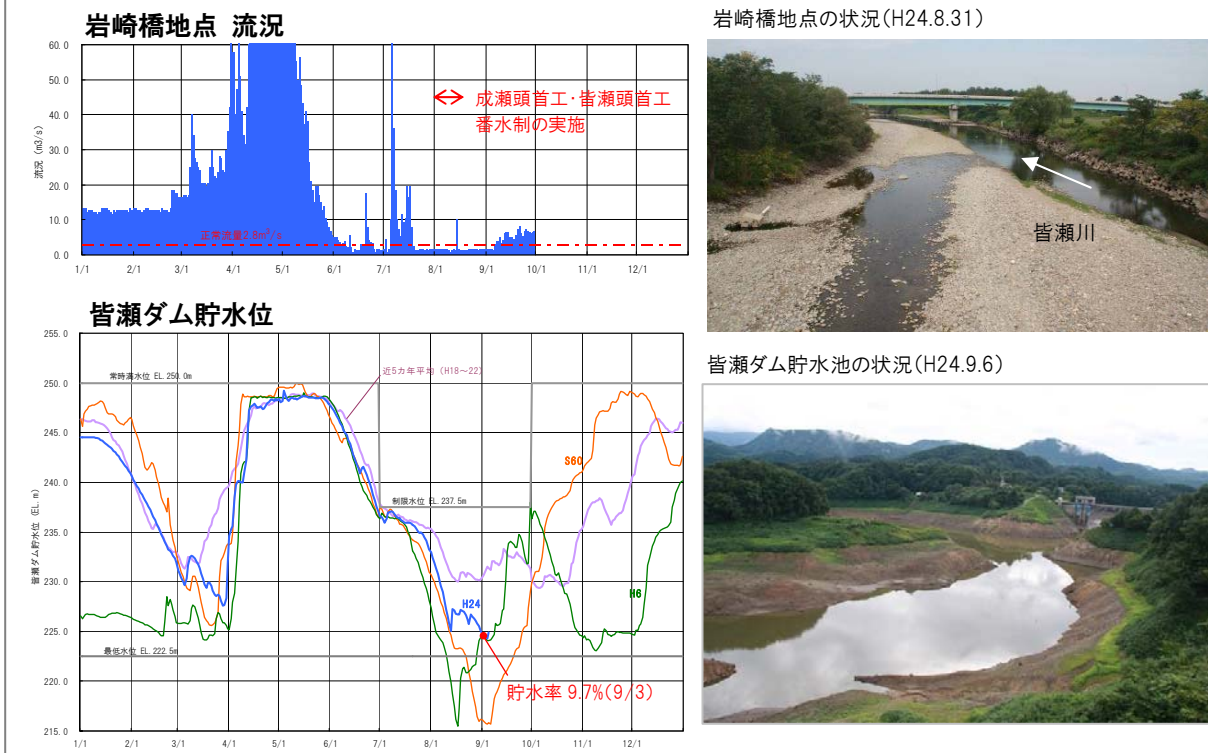 岩崎橋地点 流況
60.0
50.0
40.0
30.0
20.0
10.0
0.0
流況 (m3/s)
成瀬頭首工・皆瀬頭首工
番水制の実施
正常流量2.8m³/s
1/1 2/1 3/1 4/1 5/1 6/1 7/1 8/1 9/1 10/1 11/1 12/1
岩崎橋地点の状況(H24.8.31)
皆瀬川
皆瀬ダム貯水位
255.0
250.0
245.0
240.0
235.0
230.0
225.0
220.0
215.0
皆瀬ダム貯水位 (EL.m)
常時満水位 EL.250.0m
近5カ年平均 (H18～22)
制限水位 EL.237.5m
最低水位 EL.222.5m
S60
H24
H6
貯水率 9.7%(9/3)
1/1 2/1 3/1 4/1 5/1 6/1 7/1 8/1 9/1 10/1 11/1 12/1
皆瀬ダム貯水池の状況(H24.9.6)